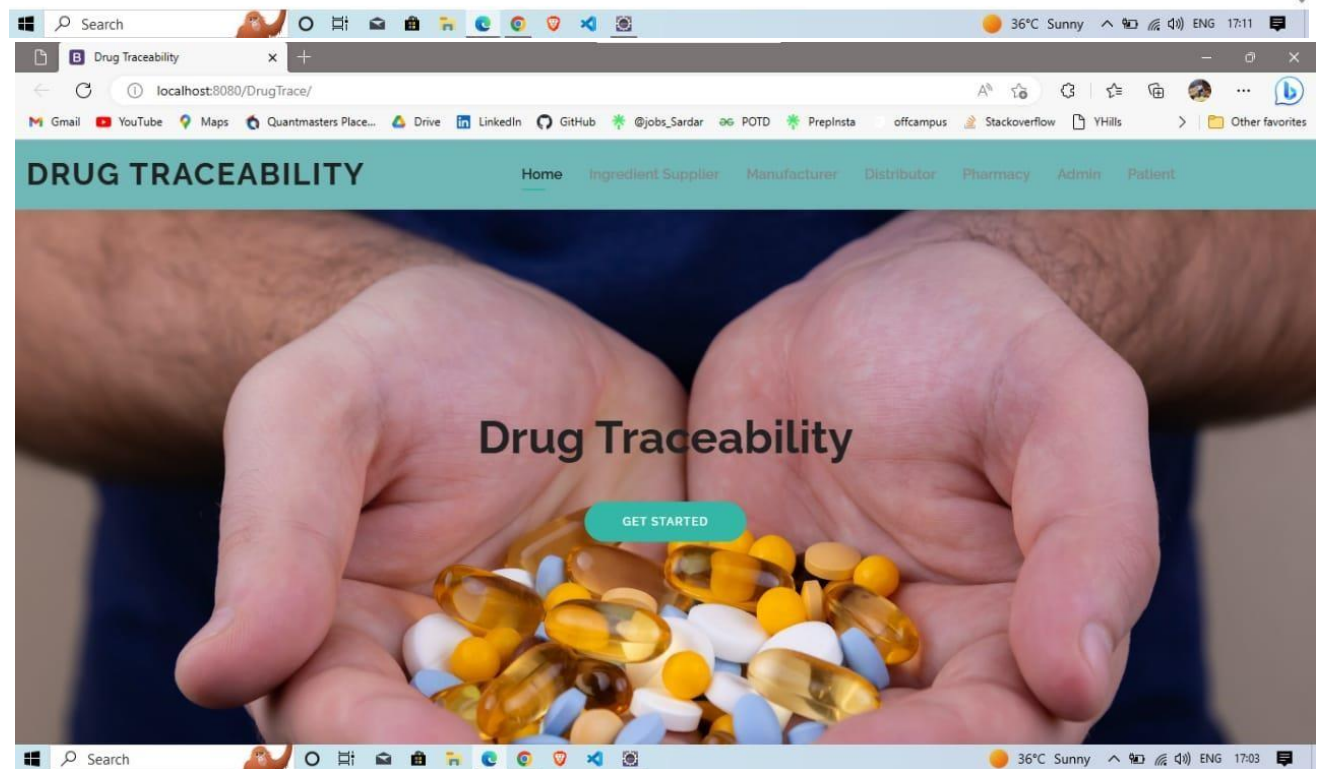 Search 36°C Sunny ENG 17:11
Drug Traceability
localhost:8080/DrugTrace/
Gmail YouTube Maps Quantmasters Place... Drive LinkedIn GitHub @jobs_Sardar POTD PrepInsta offcampus Stackoverflow YHills Other favorites
DRUG TRACEABILITY Home Ingredient Supplier Manufacturer Distributor Pharmacy Admin Patient
Drug Traceability
GET STARTED
Search 36°C Sunny ENG 17:03